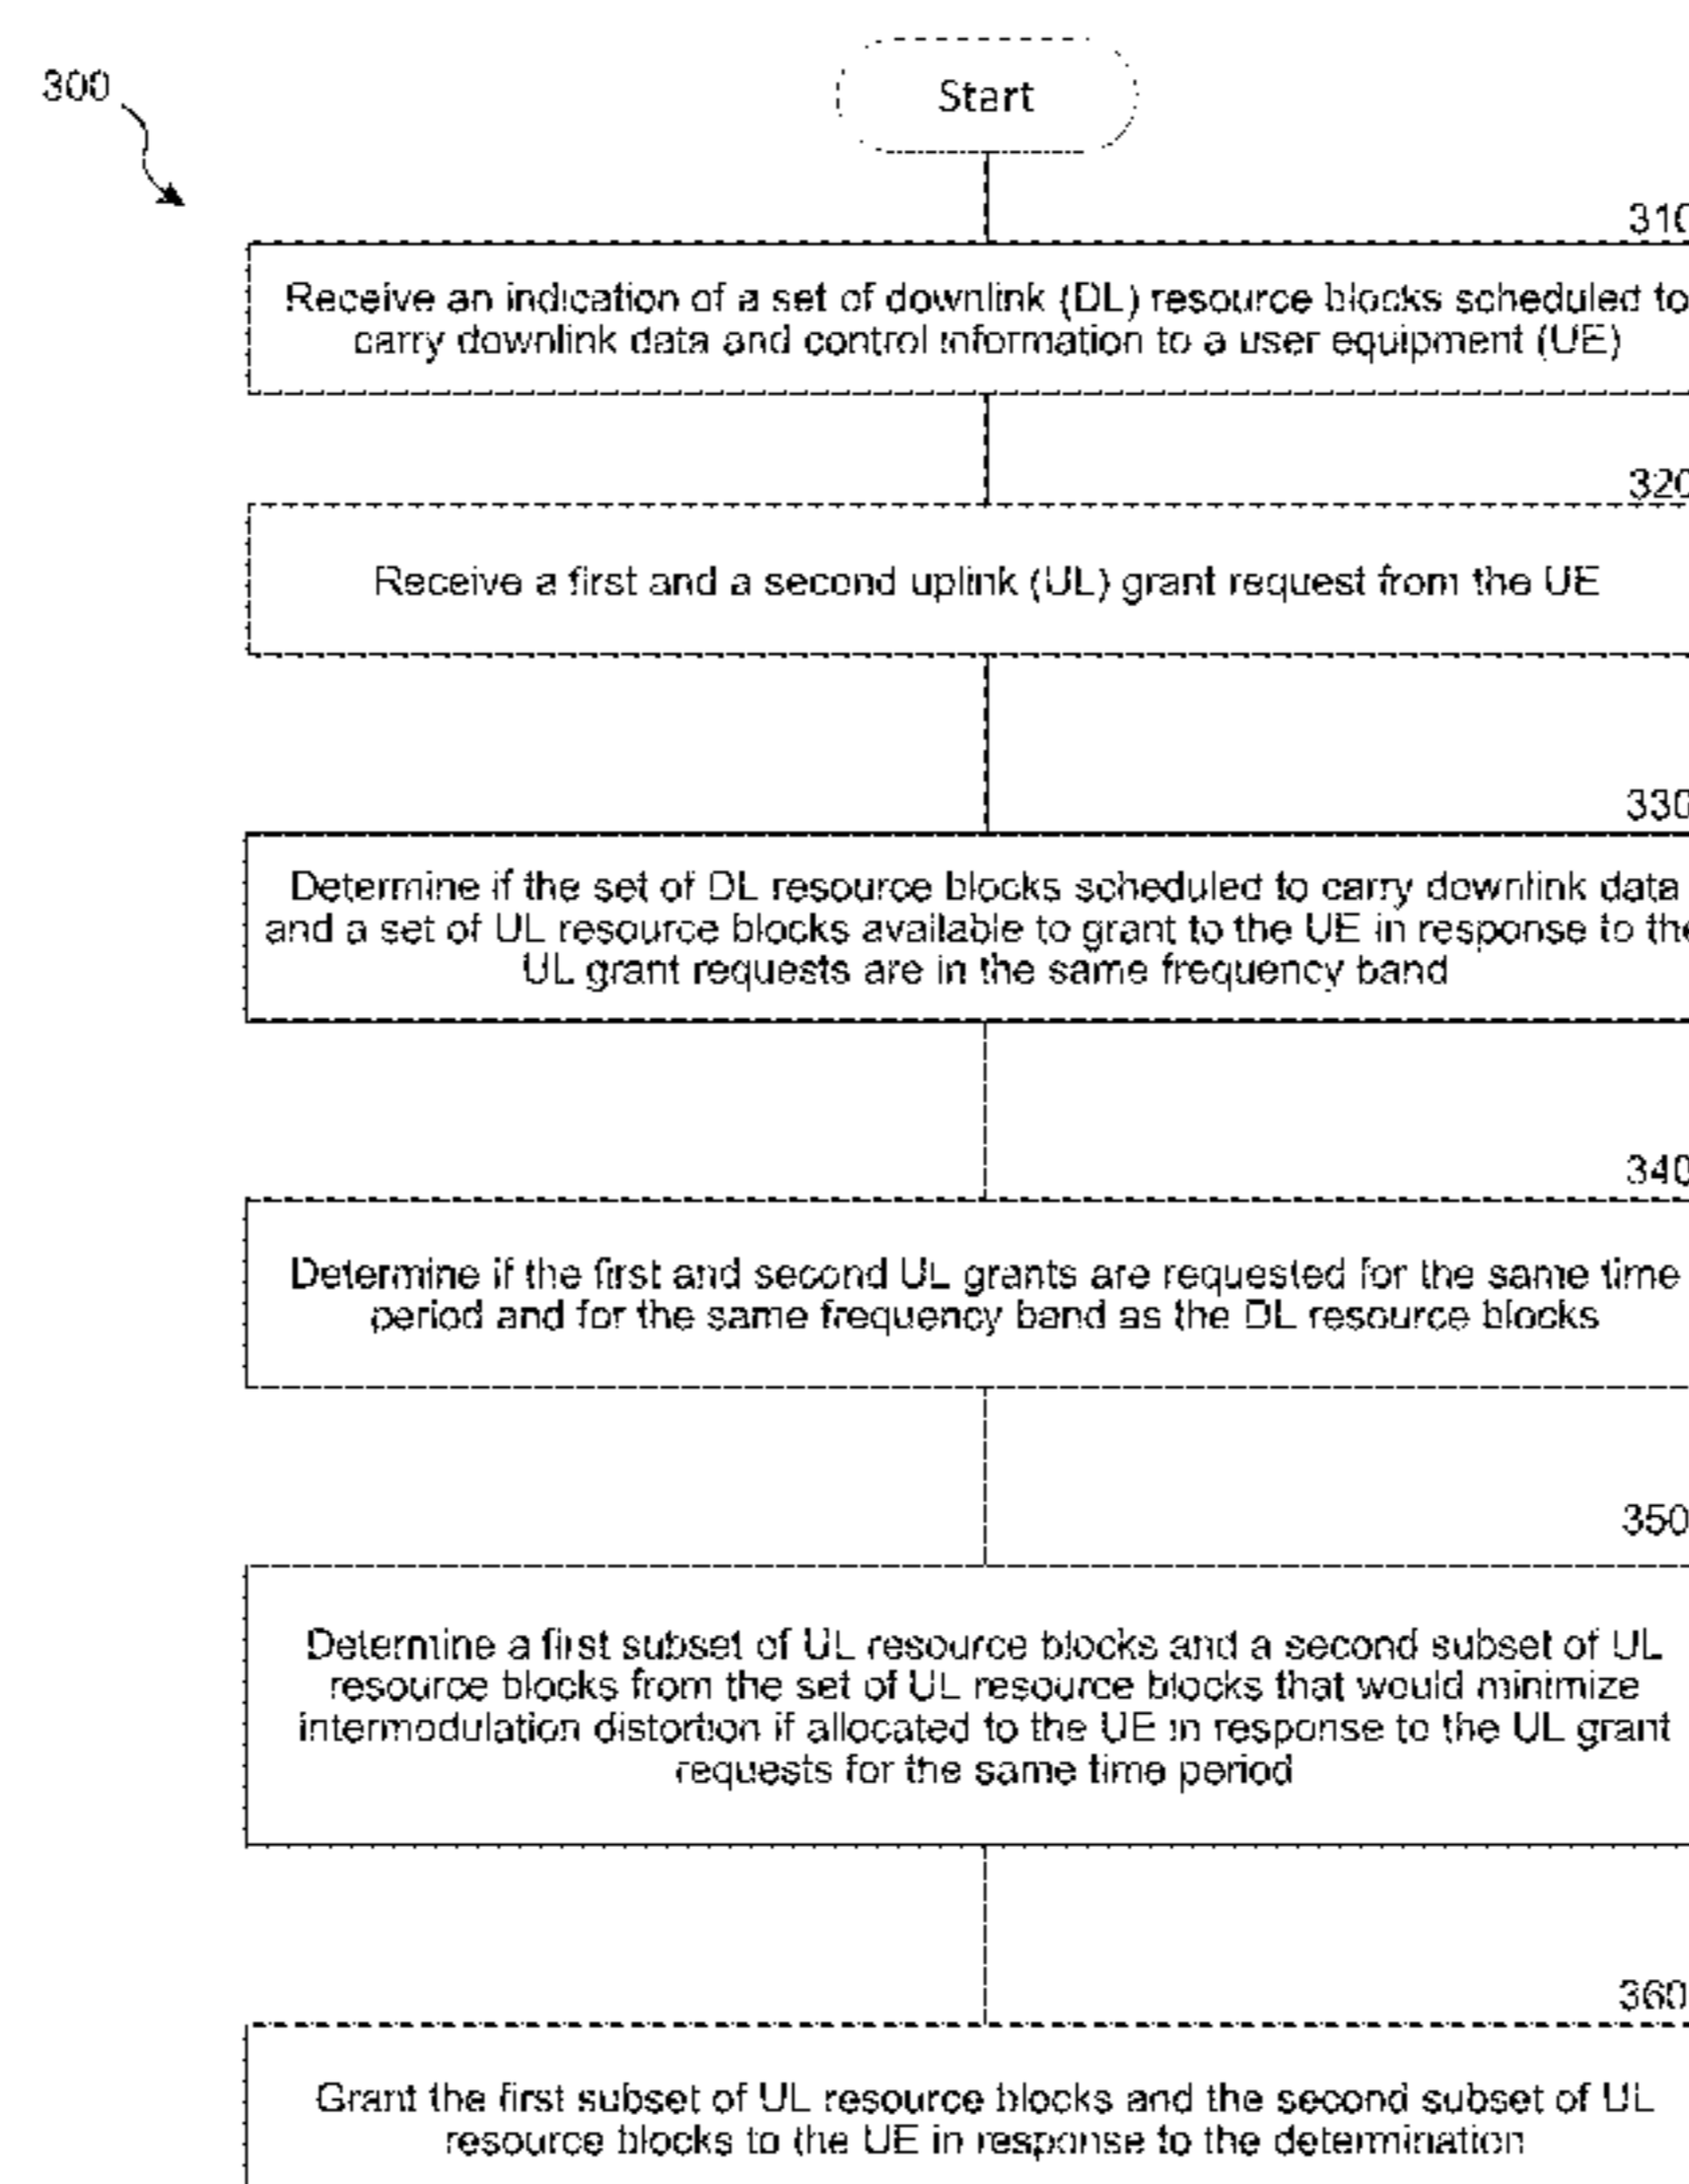 300
Start
310
Receive an indication of a set of downlink (DL) resource blocks scheduled to
carry downlink data and control information to a user equipment (UE)
320
Receive a first and a second uplink (UL) grant request from the UE
330
Determine if the set of DL resource blocks scheduled to carry downlink data
and a set of UL resource blocks available to grant to the UE in response to the
UL grant requests are in the same frequency band
340
Determine if the first and second UL grants are requested for the same time
period and for the same frequency band as the DL resource blocks
350
Determine a first subset of UL resource blocks and a second subset of UL
resource blocks from the set of UL resource blocks that would minimize
intermodulation distortion if allocated to the UE in response to the UL grant
requests for the same time period
360
Grant the first subset of UL resource blocks and the second subset of UL
resource blocks to the UE in response to the determination